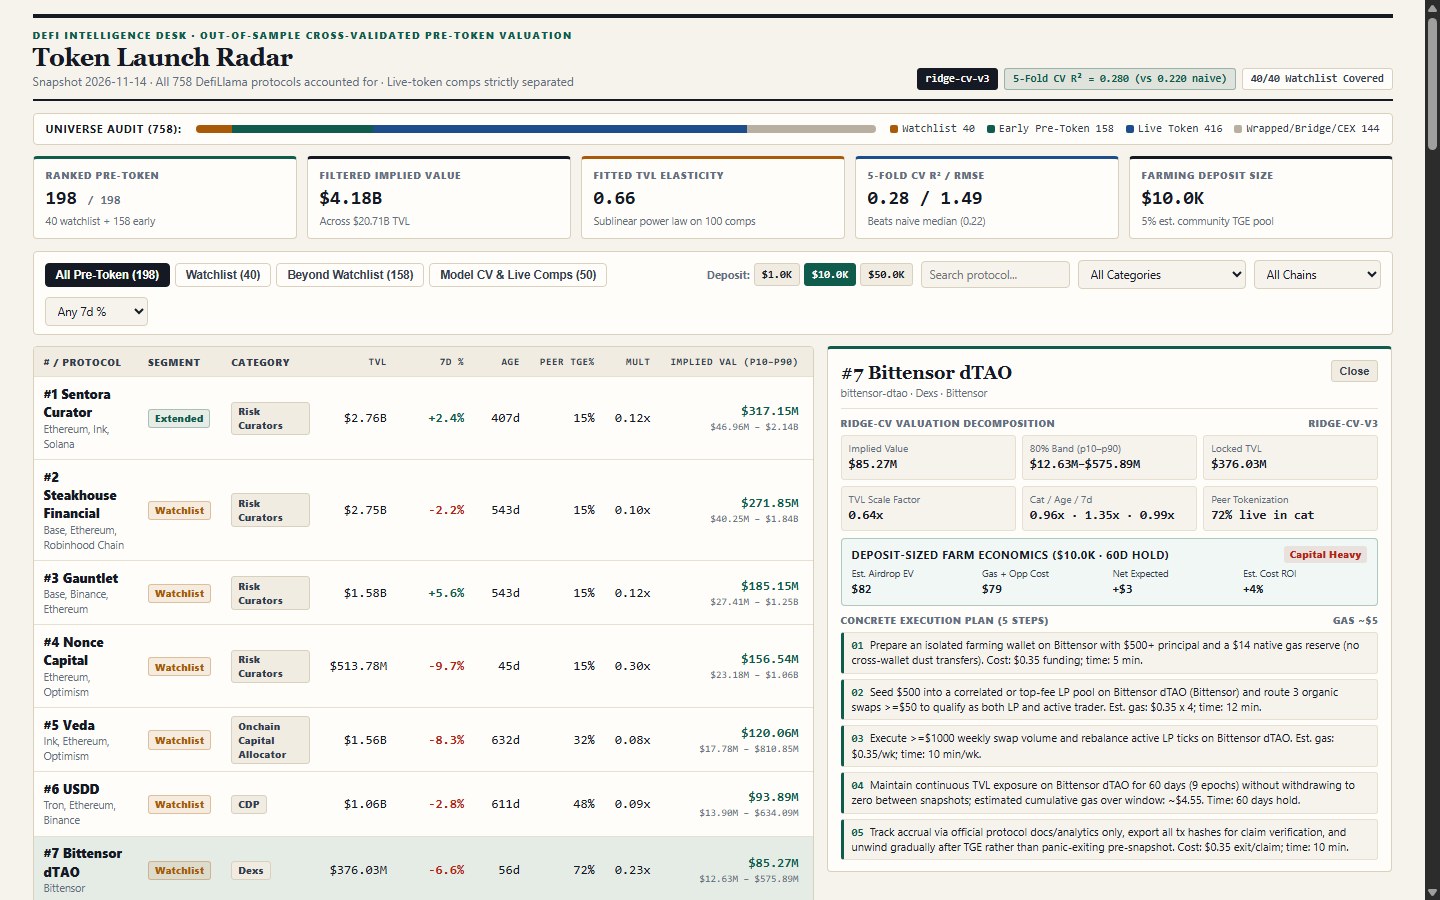 DEFI INTELLIGENCE DESK · OUT-OF-SAMPLE CROSS-VALIDATED PRE-TOKEN VALUATION
Token Launch Radar
Snapshot 2026-11-14 · All 758 DefiLlama protocols accounted for · Live-token comps strictly separated
ridge-cv-v3
5-Fold CV R² = 0.280 (vs 0.220 naive)
40/40 Watchlist Covered
UNIVERSE AUDIT (758):
Watchlist 40
Early Pre-Token 158
Live Token 416
Wrapped/Bridge/CEX 144
RANKED PRE-TOKEN
198 / 198
40 watchlist + 158 early
FILTERED IMPLIED VALUE
$4.18B
Across $20.71B TVL
FITTED TVL ELASTICITY
0.66
Sublinear power law on 100 comps
5-FOLD CV R² / RMSE
0.28 / 1.49
Beats naive median (0.22)
FARMING DEPOSIT SIZE
$10.0K
5% est. community TGE pool
All Pre-Token (198)
Watchlist (40)
Beyond Watchlist (158)
Model CV & Live Comps (50)
Deposit:
$1.0K
$10.0K
$50.0K
Search protocol...
All Categories
All Chains
Any 7d %
# / PROTOCOL SEGMENT CATEGORY TVL 7D % AGE PEER TGE% MULT IMPLIED VAL (P10–P90)
#1 Sentora
Curator
Ethereum, Ink,
Solana
Extended
Risk
Curators
$2.76B +2.4% 407d 15% 0.12x
$317.15M
$46.96M – $2.14B
#2
Steakhouse
Financial
Base, Ethereum,
Robinhood Chain
Watchlist
Risk
Curators
$2.75B -2.2% 543d 15% 0.10x
$271.85M
$40.25M – $1.84B
#3 Gauntlet
Base, Binance,
Ethereum
Watchlist
Risk
Curators
$1.58B +5.6% 543d 15% 0.12x
$185.15M
$27.41M – $1.25B
#4 Nonce
Capital
Ethereum,
Optimism
Watchlist
Risk
Curators
$513.78M -9.7% 45d 15% 0.30x
$156.54M
$23.18M – $1.06B
#5 Veda
Ink, Ethereum,
Optimism
Watchlist
Onchain
Capital
Allocator
$1.56B -8.3% 632d 32% 0.08x
$120.06M
$17.78M – $810.85M
#6 USDD
Tron, Ethereum,
Binance
Watchlist
CDP
$1.06B -2.8% 611d 48% 0.09x
$93.89M
$13.90M – $634.09M
#7 Bittensor
dTAO
Bittensor
Watchlist
Dexs
$376.03M -6.6% 56d 72% 0.23x
$85.27M
$12.63M – $575.89M
#7 Bittensor dTAO
Close
bittensor-dtao · Dexs · Bittensor
RIDGE-CV VALUATION DECOMPOSITION
RIDGE-CV-V3
Implied Value
$85.27M
80% Band (p10–p90)
$12.63M–$575.89M
Locked TVL
$376.03M
TVL Scale Factor
0.64x
Cat / Age / 7d
0.96x · 1.35x · 0.99x
Peer Tokenization
72% live in cat
DEPOSIT-SIZED FARM ECONOMICS ($10.0K · 60D HOLD)
Capital Heavy
Est. Airdrop EV
$82
Gas + Opp Cost
$79
Net Expected
+$3
Est. Cost ROI
+4%
CONCRETE EXECUTION PLAN (5 STEPS)
GAS ~$5
01 Prepare an isolated farming wallet on Bittensor with $500+ principal and a $14 native gas reserve (no
cross-wallet dust transfers). Cost: $0.35 funding; time: 5 min.
02 Seed $500 into a correlated or top-fee LP pool on Bittensor dTAO (Bittensor) and route 3 organic
swaps >=$50 to qualify as both LP and active trader. Est. gas: $0.35 x 4; time: 12 min.
03 Execute >=$1000 weekly swap volume and rebalance active LP ticks on Bittensor dTAO. Est. gas:
$0.35/wk; time: 10 min/wk.
04 Maintain continuous TVL exposure on Bittensor dTAO for 60 days (9 epochs) without withdrawing to
zero between snapshots; estimated cumulative gas over window: ~$4.55. Time: 60 days hold.
05 Track accrual via official protocol docs/analytics only, export all tx hashes for claim verification, and
unwind gradually after TGE rather than panic-exiting pre-snapshot. Cost: $0.35 exit/claim; time: 10 min.